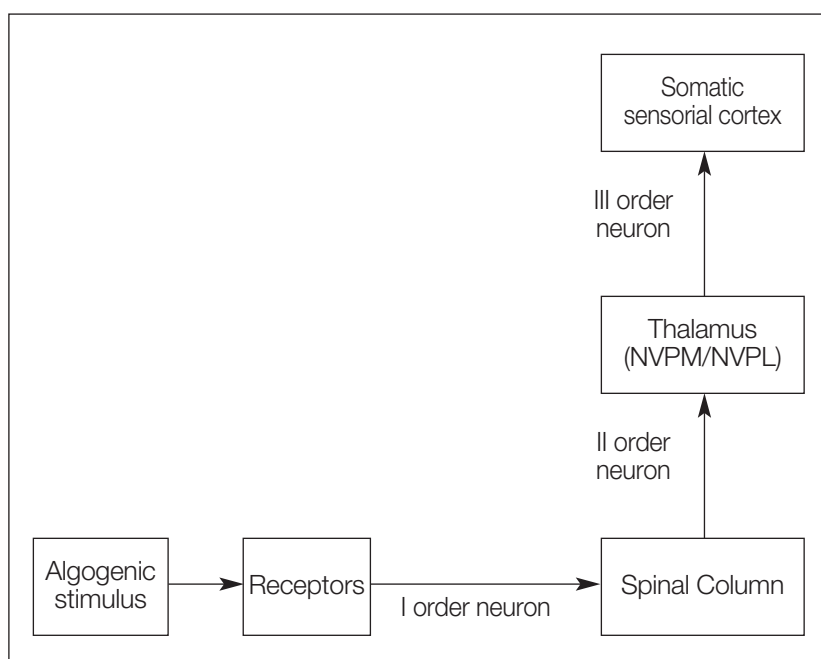 Somatic
sensorial cortex
III order
neuron
Thalamus
(NVPM/NVPL)
II order
neuron
Algogenic
stimulus
Receptors
I order neuron
Spinal Column